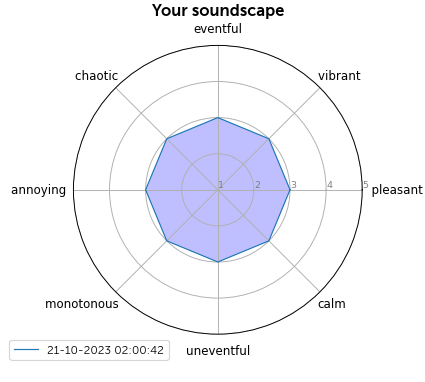 Your soundscape
eventful
chaotic
vibrant
annoying
1
2
3
4
5
pleasant
monotonous
calm
21-10-2023 02:00:42
uneventful